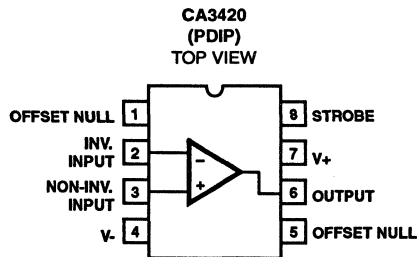 CA3420
(PDIP)
TOP VIEW
OFFSET NULL 1
8 STROBE
INV.
INPUT 2
7 V+
NON-INV.
INPUT 3
6 OUTPUT
V- 4
5 OFFSET NULL
−
+